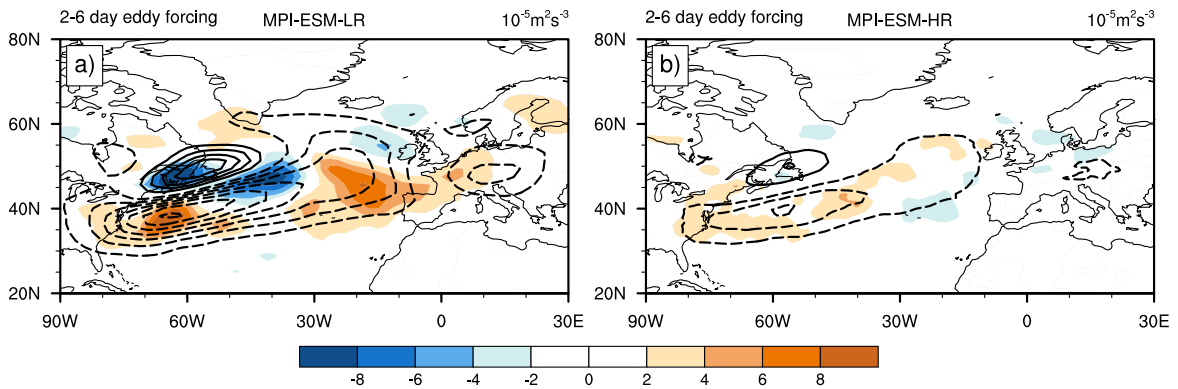 2-6 day eddy forcing MPI-ESM-LR 10⁻⁵m²s⁻³
2-6 day eddy forcing MPI-ESM-HR 10⁻⁵m²s⁻³
80N
a)
60N
40N
20N
90W 60W 30W 0 30E
80N
b)
60N
40N
20N
90W 60W 30W 0 30E
-8 -6 -4 -2 0 2 4 6 8